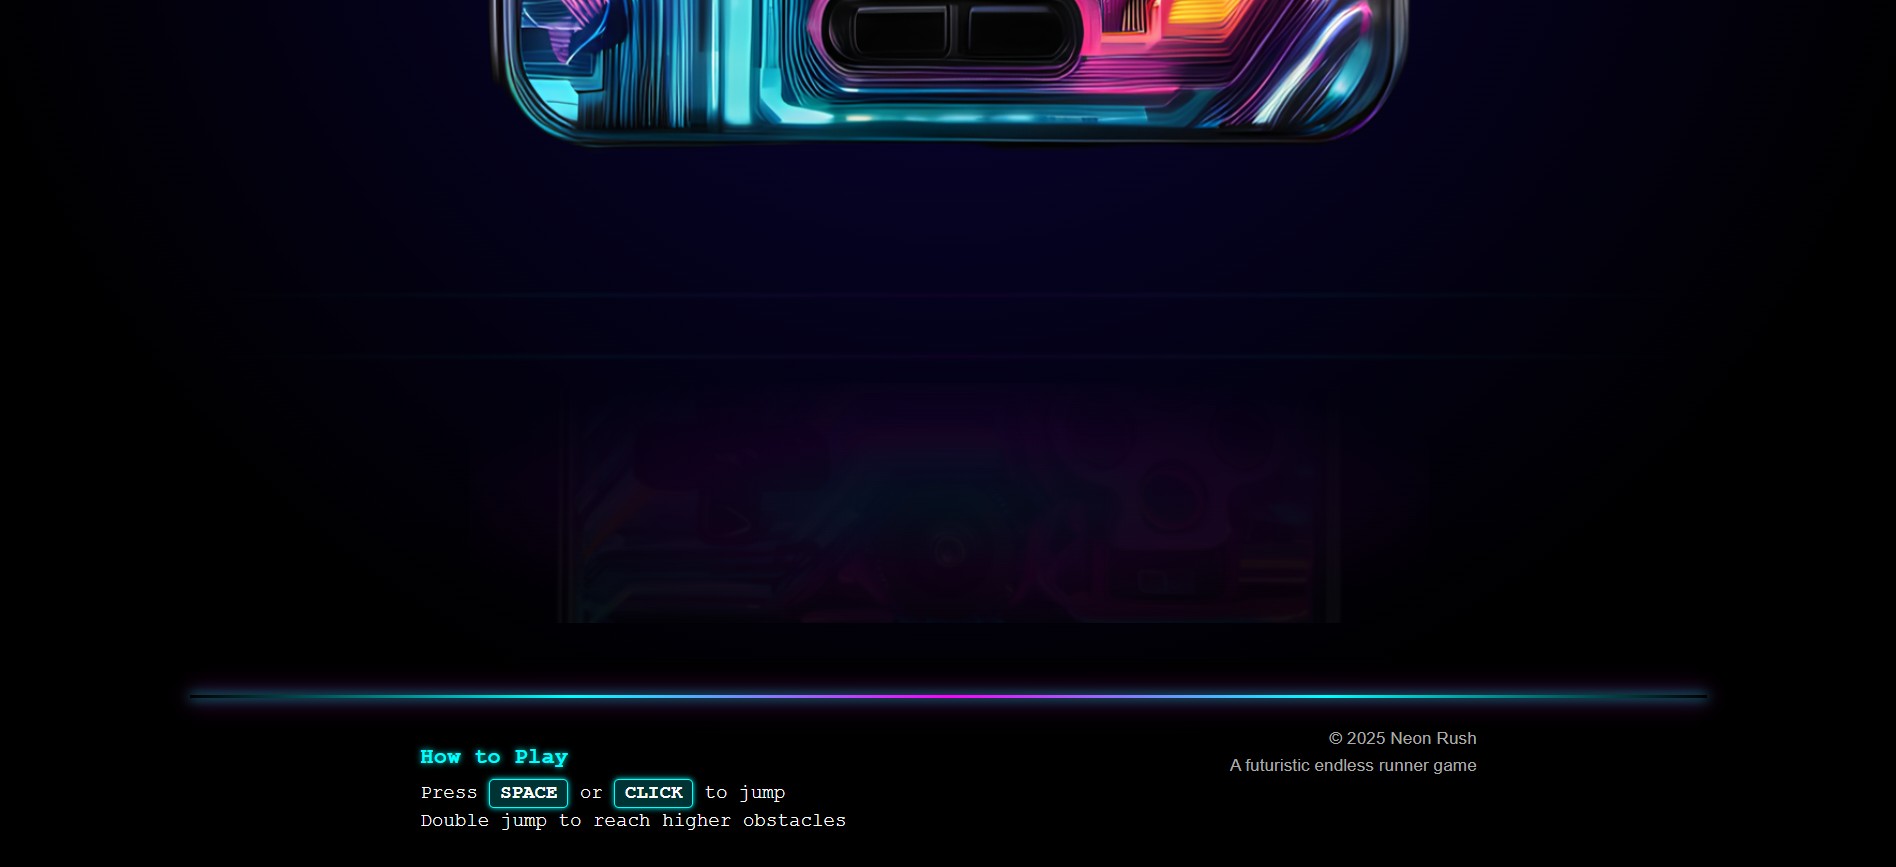 How to Play
Press SPACE or CLICK to jump
Double jump to reach higher obstacles
© 2025 Neon Rush
A futuristic endless runner game